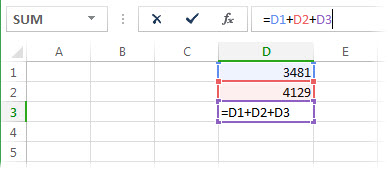 SUM fx =D1+D2+D3
A B C D E
1 3481
2 4129
3 =D1+D2+D3
4
5